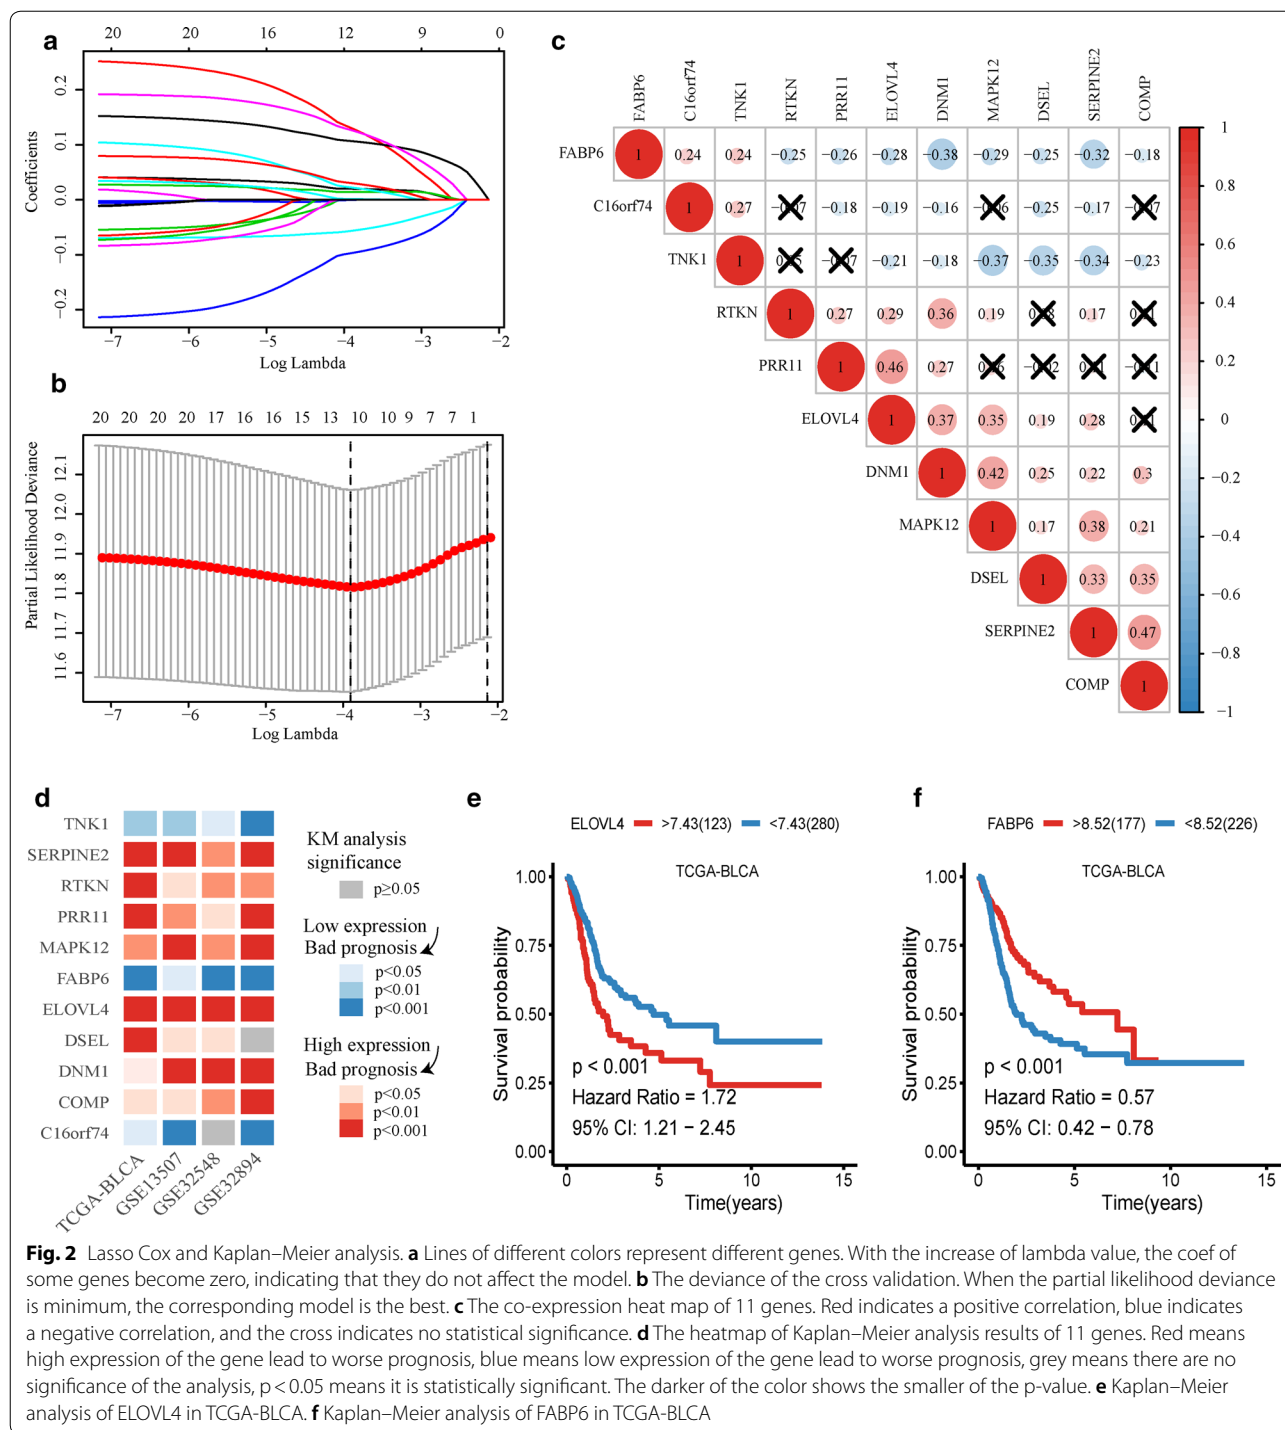 a
20 20 16 12 9 0
Coefficients
0.2
0.1
0.0
−0.1
−0.2
−7 −6 −5 −4 −3 −2
Log Lambda
b
20 20 20 20 17 16 16 15 13 10 10 9 7 7 1
Partial Likelihood Deviance
12.1
12.0
11.9
11.8
11.7
11.6
−7 −6 −5 −4 −3 −2
Log Lambda
c
FABP6 C16orf74 TNK1 RTKN PRR11 ELOVL4 DNM1 MAPK12 DSEL SERPINE2 COMP
FABP6 1 0.24 0.24 −0.25 −0.26 −0.28 −0.38 −0.29 −0.25 −0.32 −0.18
C16orf74 1 0.27 −0.18 −0.19 −0.16 −0.25 −0.17
TNK1 1 −0.21 −0.18 −0.37 −0.35 −0.34 −0.23
RTKN 1 0.27 0.29 0.36 0.19 0.17
PRR11 1 0.46 0.27
ELOVL4 1 0.37 0.35 0.19 0.28
DNM1 1 0.42 0.25 0.22 0.3
MAPK12 1 0.17 0.38 0.21
DSEL 1 0.33 0.35
SERPINE2 1 0.47
COMP 1
1
0.8
0.6
0.4
0.2
0
−0.2
−0.4
−0.6
−0.8
−1
d
TNK1
SERPINE2
RTKN
PRR11
MAPK12
FABP6
ELOVL4
DSEL
DNM1
COMP
C16orf74
TCGA-BLCA GSE13507 GSE32548 GSE32894
KM analysis
significance
p≥0.05
Low expression
Bad prognosis
p<0.05
p<0.01
p<0.001
High expression
Bad prognosis
p<0.05
p<0.01
p<0.001
e
ELOVL4 >7.43(123) <7.43(280)
TCGA-BLCA
Survival probability
1.00
0.75
0.50
0.25
0.00
p < 0.001
Hazard Ratio = 1.72
95% CI: 1.21 − 2.45
0 5 10 15
Time(years)
f
FABP6 >8.52(177) <8.52(226)
TCGA-BLCA
Survival probability
1.00
0.75
0.50
0.25
0.00
p < 0.001
Hazard Ratio = 0.57
95% CI: 0.42 − 0.78
0 5 10 15
Time(years)
Fig. 2 Lasso Cox and Kaplan–Meier analysis. a Lines of different colors represent different genes. With the increase of lambda value, the coef of
some genes become zero, indicating that they do not affect the model. b The deviance of the cross validation. When the partial likelihood deviance
is minimum, the corresponding model is the best. c The co-expression heat map of 11 genes. Red indicates a positive correlation, blue indicates
a negative correlation, and the cross indicates no statistical significance. d The heatmap of Kaplan–Meier analysis results of 11 genes. Red means
high expression of the gene lead to worse prognosis, blue means low expression of the gene lead to worse prognosis, grey means there are no
significance of the analysis, p < 0.05 means it is statistically significant. The darker of the color shows the smaller of the p-value. e Kaplan–Meier
analysis of ELOVL4 in TCGA-BLCA. f Kaplan–Meier analysis of FABP6 in TCGA-BLCA